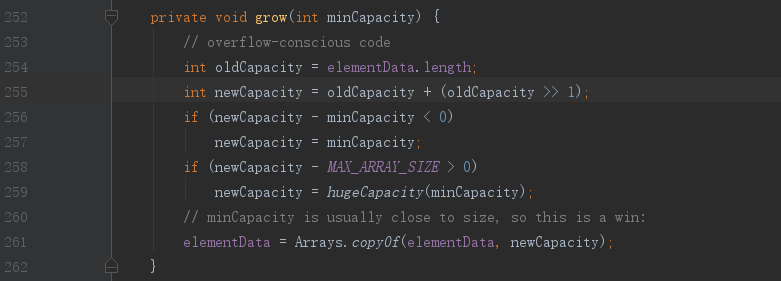 252 private void grow(int minCapacity) {
253 // overflow-conscious code
254 int oldCapacity = elementData.length;
255 int newCapacity = oldCapacity + (oldCapacity >> 1);
256 if (newCapacity - minCapacity < 0)
257 newCapacity = minCapacity;
258 if (newCapacity - MAX_ARRAY_SIZE > 0)
259 newCapacity = hugeCapacity(minCapacity);
260 // minCapacity is usually close to size, so this is a win:
261 elementData = Arrays.copyOf(elementData, newCapacity);
262 }